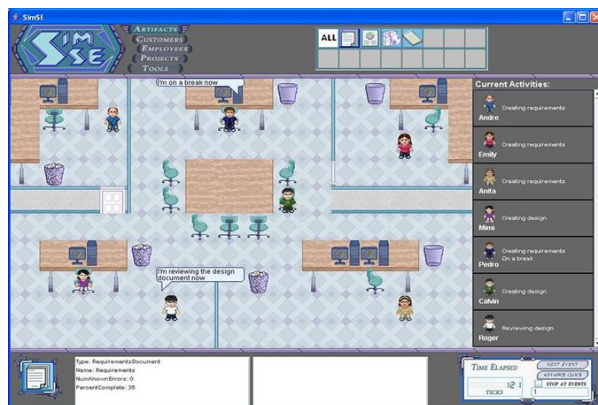 SimSE
SIMSE
ARTIFACTS
CUSTOMERS
EMPLOYEES
PROJECTS
TOOLS
ALL
I'm on a break now
I'm reviewing the design
document now
Current Activities:
Creating requirements
Andre
Creating requirements
Emily
Creating requirements
Anita
Creating design
Mimi
Creating requirements
On a break
Pedro
Creating design
Calvin
Reviewing design
Roger
Type: RequirementsDocument
Name: Requirements
NumKnownErrors: 0
PercentComplete: 35
TIME ELAPSED
121
TICKS
NEXT EVENT
ADVANCE CLOCK
STOP AT EVENTS
1